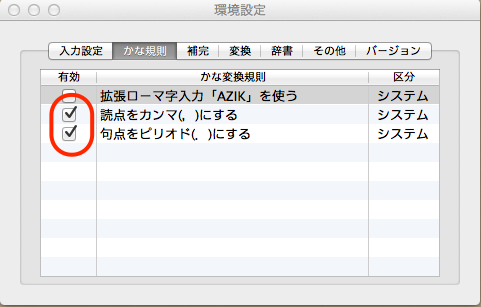 環境設定
入力設定 かな規則 補完 変換 辞書 その他 バージョン
有効 かな変換規則 区分
拡張ローマ字入力「AZIK」を使う システム
読点をカンマ(，)にする システム
句点をピリオド(，)にする システム